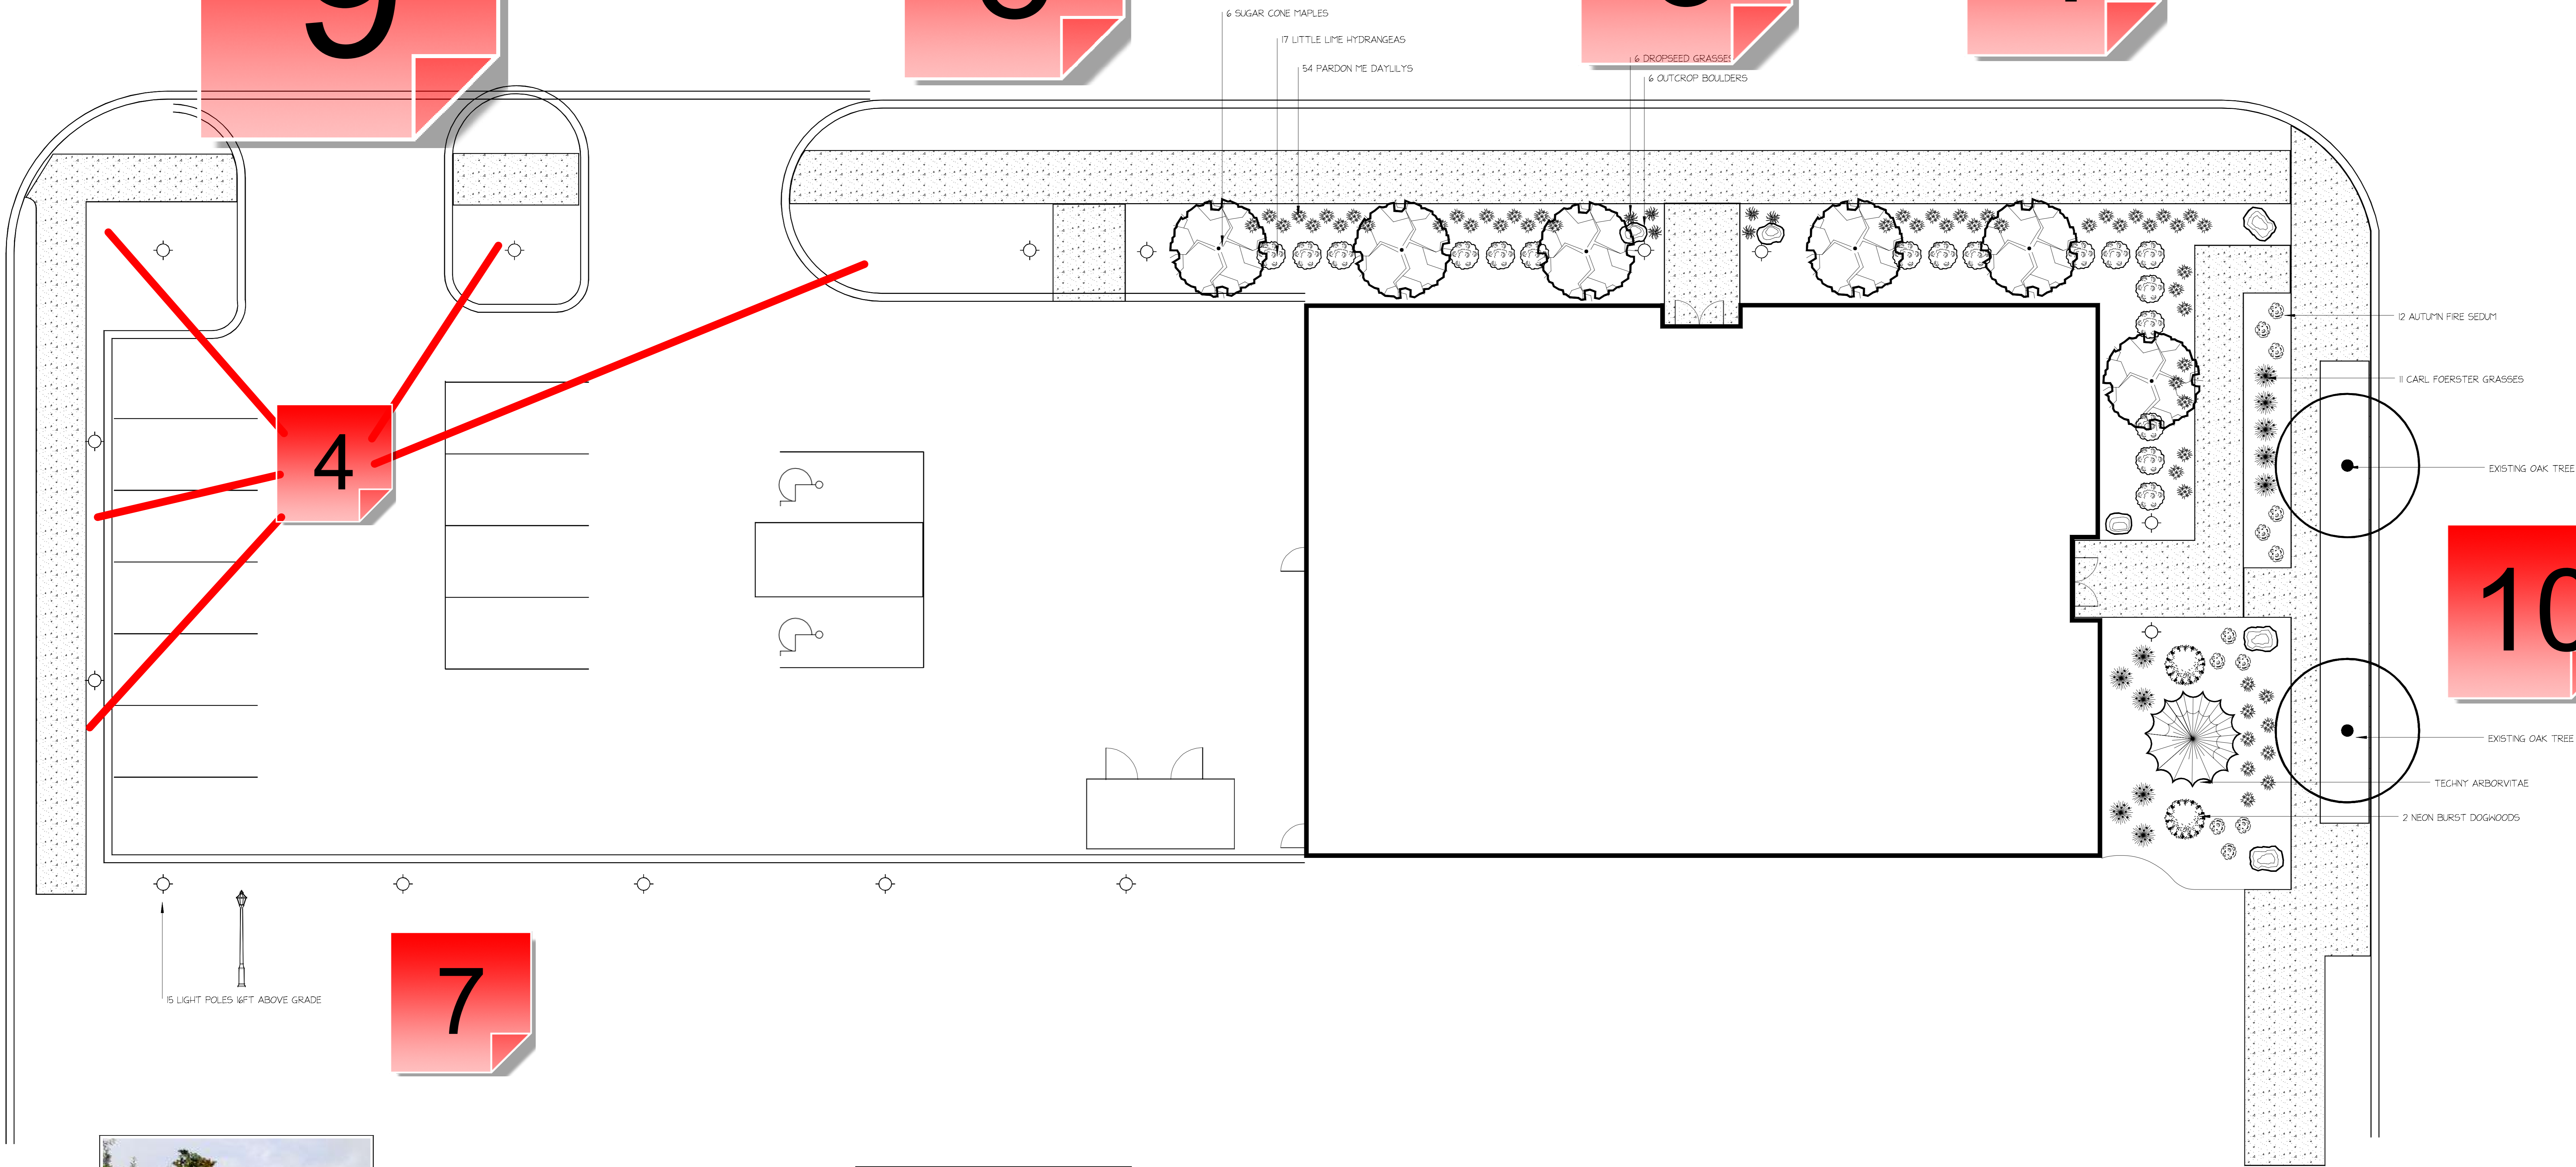 9
6 SUGAR CONE MAPLES
17 LITTLE LIME HYDRANGEAS
54 PARDON ME DAYLILYS
6 DROPSEED GRASSES
6 OUTCROP BOULDERS
12 AUTUMN FIRE SEDUM
11 CARL FOERSTER GRASSES
4
EXISTING OAK TREE
10
EXISTING OAK TREE
TECHNY ARBORVITAE
2 NEON BURST DOGWOODS
15 LIGHT POLES 16FT ABOVE GRADE
7